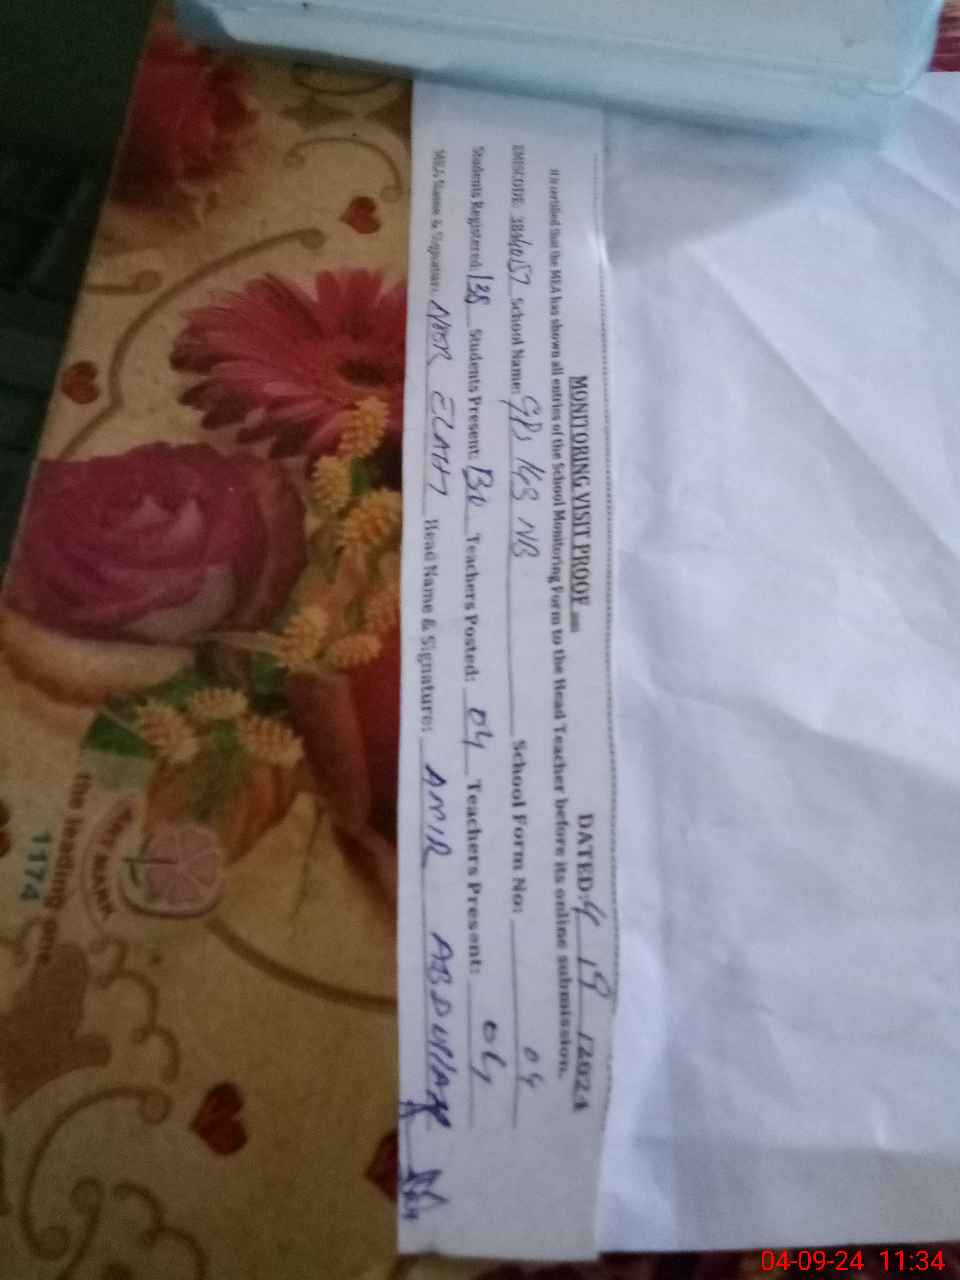 MONITORING VISIT PROOF DATED: 4 / 9 / 2024
It is certified that the MEA has shown all entries of the School Monitoring Form to the Head Teacher before its online submission.
EMISCODE: School Name: GPS 143 NB School Form No: 04
Students Registered: 138 Students Present: 130 Teachers Posted: 04 Teachers Present: 04
MEA Name & Signature: NOOR ELAHI Head Name & Signature: AMIR ABDULLAH
the leading one
1174
04-09-24 11:34